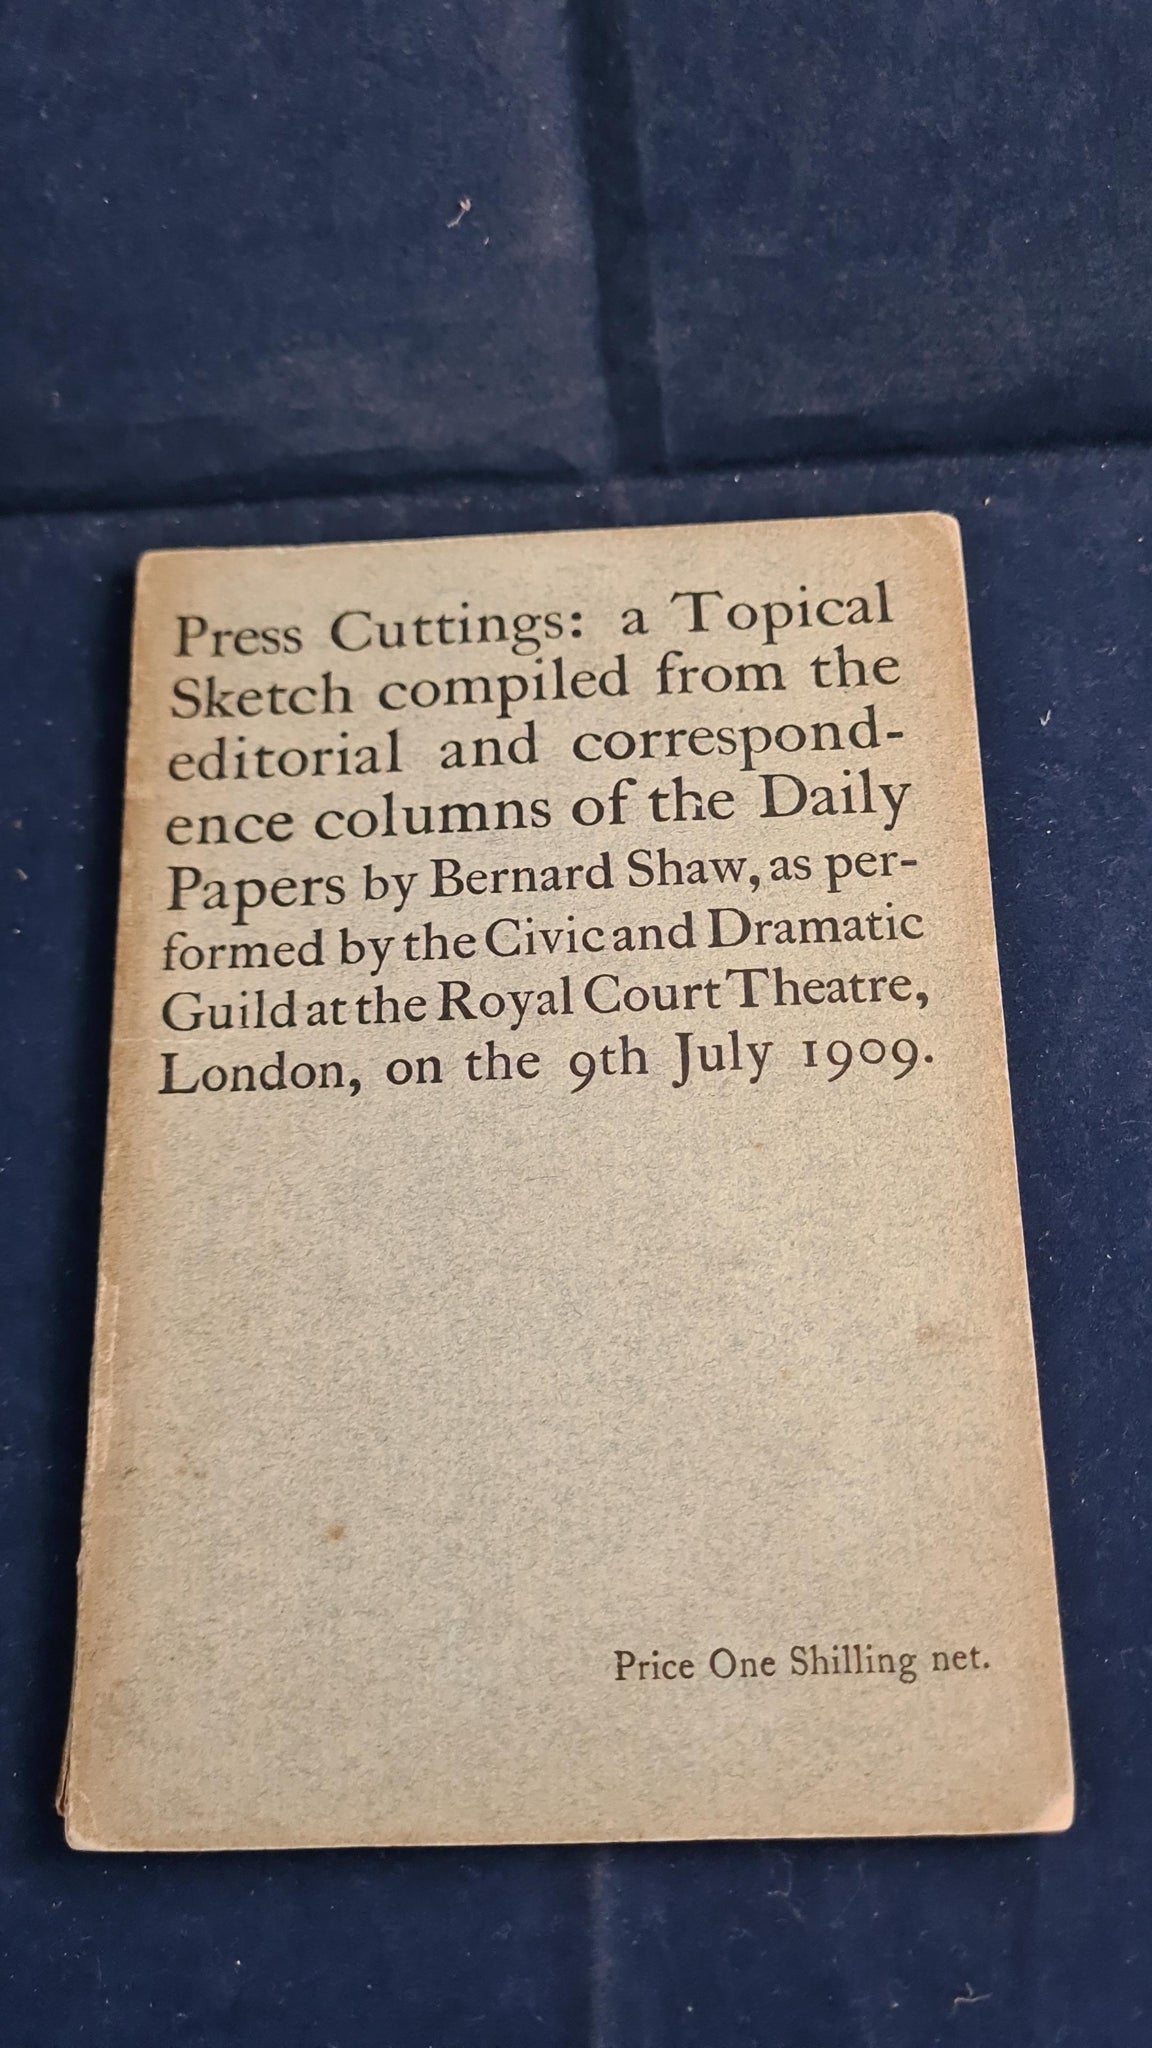 Press Cuttings: a Topical
Sketch compiled from the
editorial and correspond-
ence columns of the Daily
Papers by Bernard Shaw, as per-
formed by the Civic and Dramatic
Guild at the Royal Court Theatre,
London, on the 9th July 1909.
Price One Shilling net.